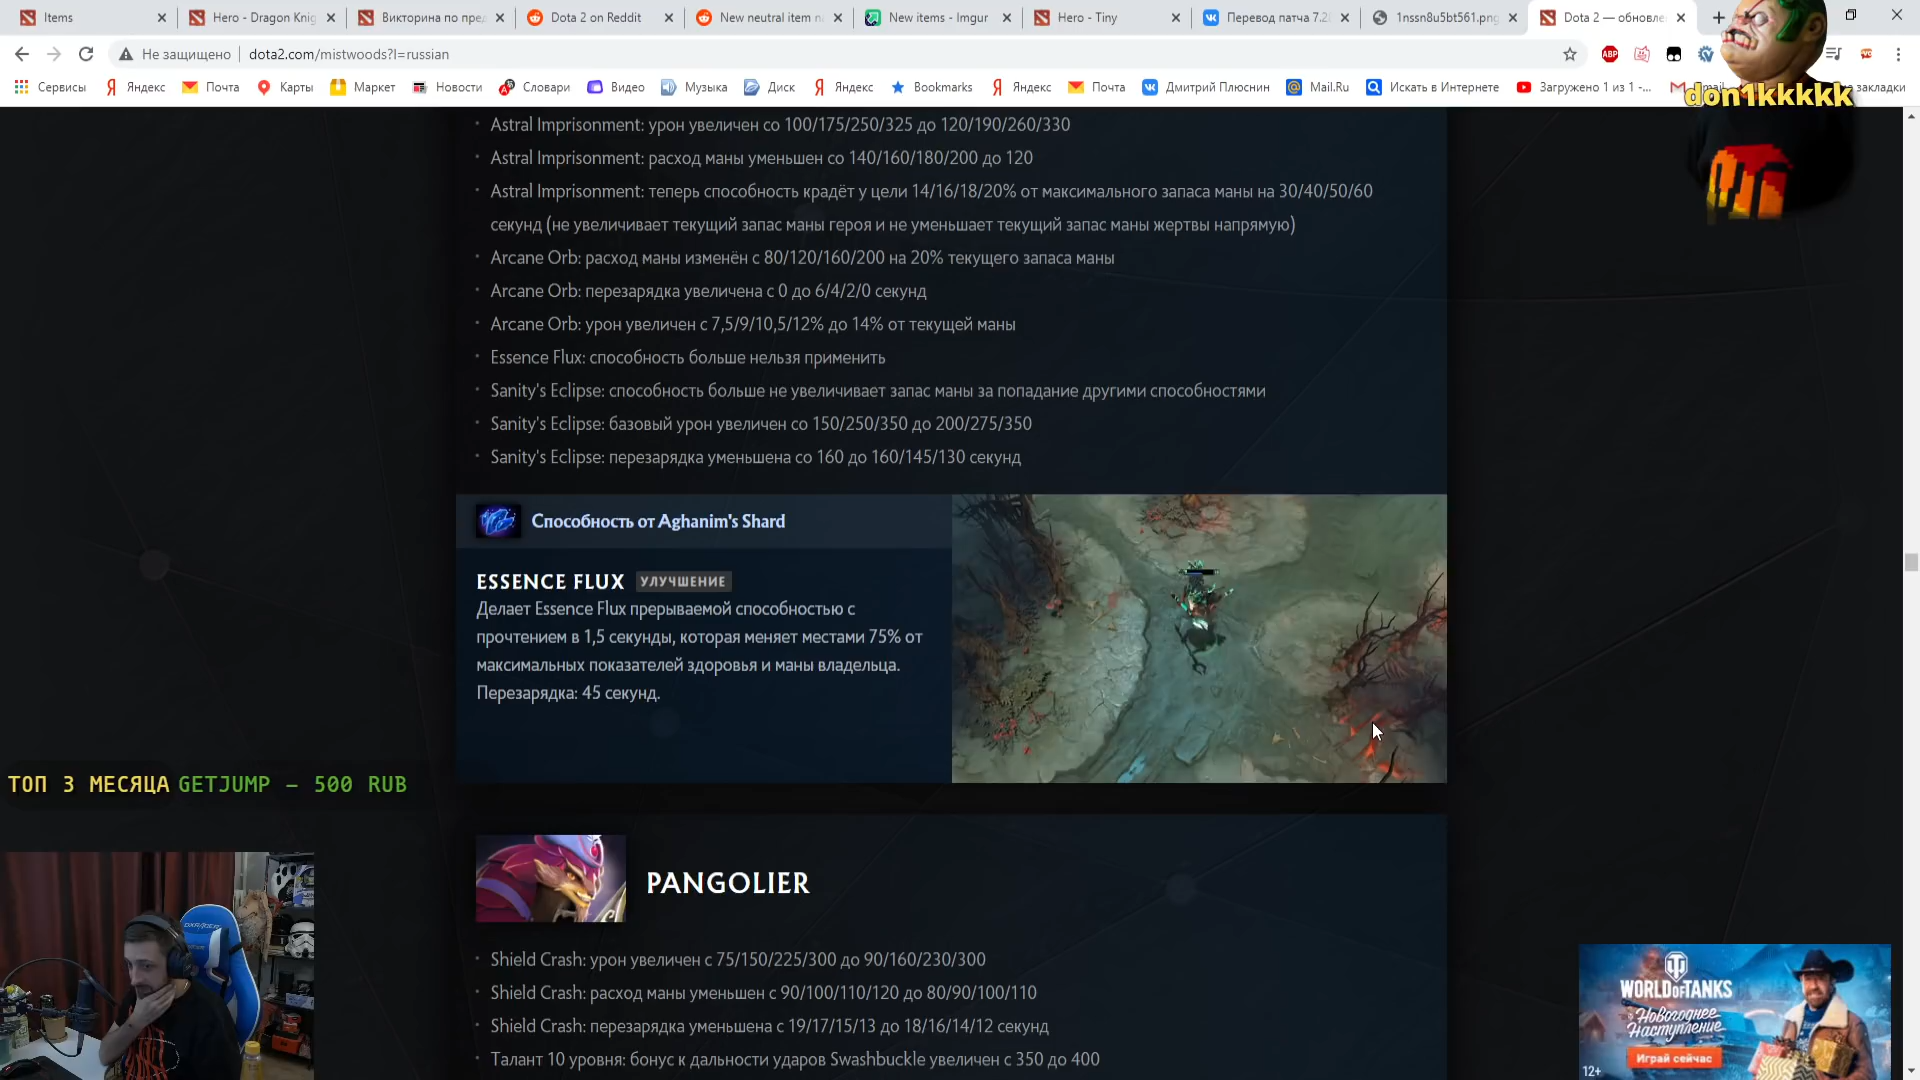 Items
Hero - Dragon Knig
Викторина по пред
Dota 2 on Reddit
New neutral item n
New items - Imgur
Hero - Tiny
Перевод патча 7.2
1nssn8u5bt561.png
Dota 2 — обновле
Не защищено
dota2.com/mistwoods?l=russian
ABP
don1kkkkk
Сервисы
Яндекс
Почта
Карты
Маркет
Новости
Словари
Видео
Музыка
Диск
Яндекс
Bookmarks
Яндекс
Почта
Дмитрий Плюснин
Mail.Ru
Искать в Интернете
Загружено 1 из 1 -...
закладки
Astral Imprisonment: урон увеличен со 100/175/250/325 до 120/190/260/330
Astral Imprisonment: расход маны уменьшен со 140/160/180/200 до 120
Astral Imprisonment: теперь способность крадёт у цели 14/16/18/20% от максимального запаса маны на 30/40/50/60
секунд (не увеличивает текущий запас маны героя и не уменьшает текущий запас маны жертвы напрямую)
Arcane Orb: расход маны изменён с 80/120/160/200 на 20% текущего запаса маны
Arcane Orb: перезарядка увеличена с 0 до 6/4/2/0 секунд
Arcane Orb: урон увеличен с 7,5/9/10,5/12% до 14% от текущей маны
Essence Flux: способность больше нельзя применить
Sanity's Eclipse: способность больше не увеличивает запас маны за попадание другими способностями
Sanity's Eclipse: базовый урон увеличен со 150/250/350 до 200/275/350
Sanity's Eclipse: перезарядка уменьшена со 160 до 160/145/130 секунд
Способность от Aghanim's Shard
ESSENCE FLUX УЛУЧШЕНИЕ
Делает Essence Flux прерываемой способностью с
прочтением в 1,5 секунды, которая меняет местами 75% от
максимальных показателей здоровья и маны владельца.
Перезарядка: 45 секунд.
ТОП 3 МЕСЯЦА GETJUMP – 500 RUB
PANGOLIER
Shield Crash: урон увеличен с 75/150/225/300 до 90/160/230/300
Shield Crash: расход маны уменьшен с 90/100/110/120 до 80/90/100/110
Shield Crash: перезарядка уменьшена с 19/17/15/13 до 18/16/14/12 секунд
Талант 10 уровня: бонус к дальности ударов Swashbuckle увеличен с 350 до 400
DXRACER
WORLD OF TANKS
Новогоднее
Наступление
Играй сейчас
12+